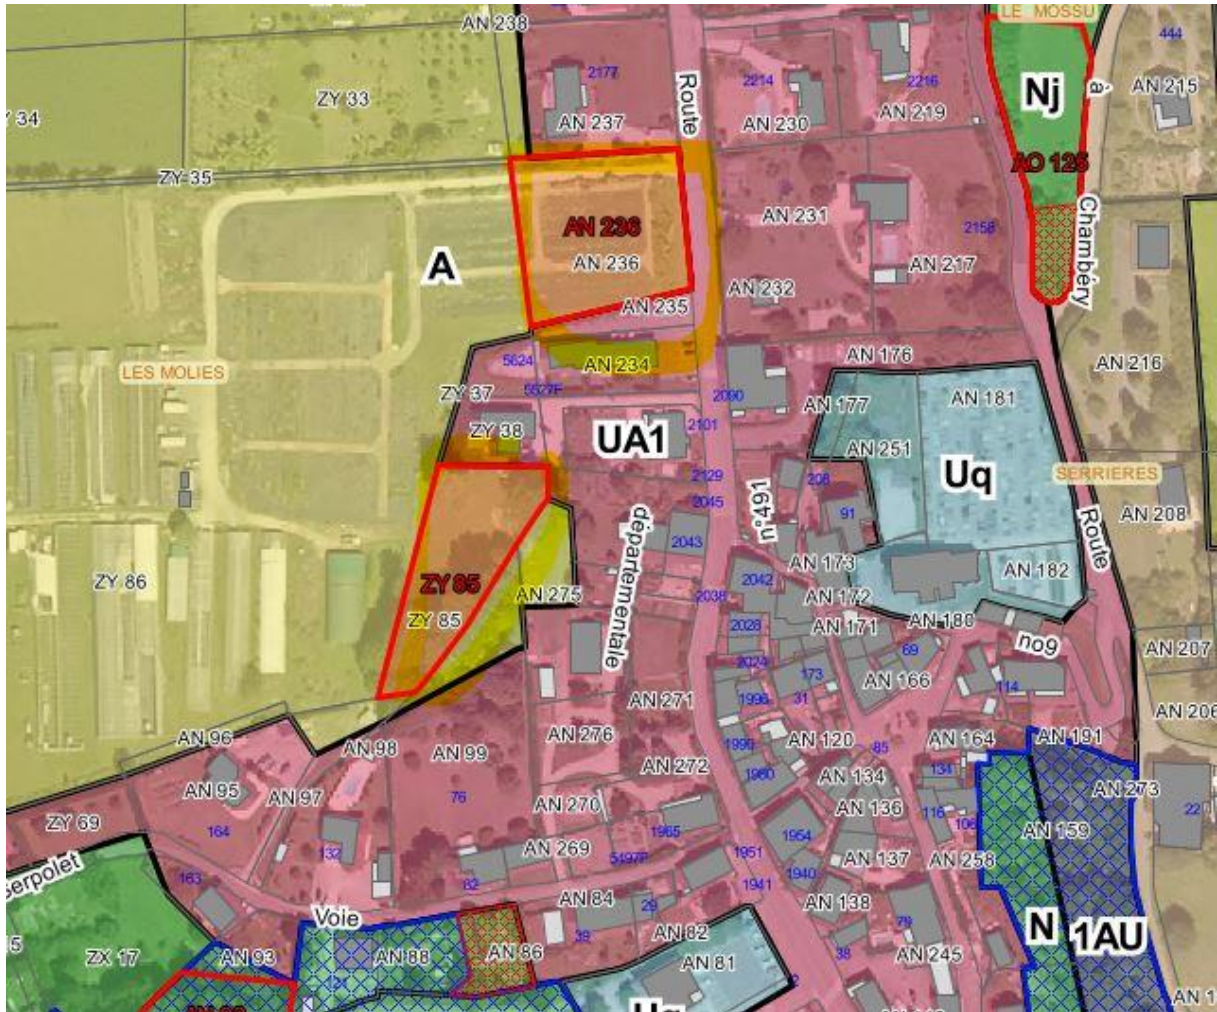 AN 238
LE MOSSU
444
2177
Route
2214
2216
Nj
à
AN 215
ZY 33
AN 237
AN 230
AN 219
34
AO 125
ZY 35
AN 236
AN 231
2158
Chambéry
A
AN 236
AN 217
AN 235
AN 232
5624
AN 234
AN 176
AN 216
LES MOLIES
ZY 37
5527F
2090
AN 177
AN 181
ZY 38
UA1
2101
AN 251
Uq
SERRIERES
2129
208
n°491
2045
91
Route
AN 208
départementale
2043
AN 173
ZY 86
ZY 85
AN 275
2042
AN 182
2038
AN 172
ZY 85
2028
AN 171
AN 180
no9
69
AN 207
2024
173
AN 166
114
AN 271
1996
31
AN 206
AN 96
AN 98
AN 99
AN 276
1990
AN 120
85
AN 164
AN 191
AN 95
AN 97
AN 272
1980
AN 134
134
AN 273
76
AN 270
AN 136
116
106
22
ZY 69
164
132
1965
1954
AN 159
AN 269
5497F
1951
AN 137
AN 258
Serpolet
163
82
1940
1941
Voie
AN 84
29
AN 138
79
N
1AU
ZX 17
AN 93
AN 88
AN 86
39
AN 82
38
AN 245
AN 81
124
Uq